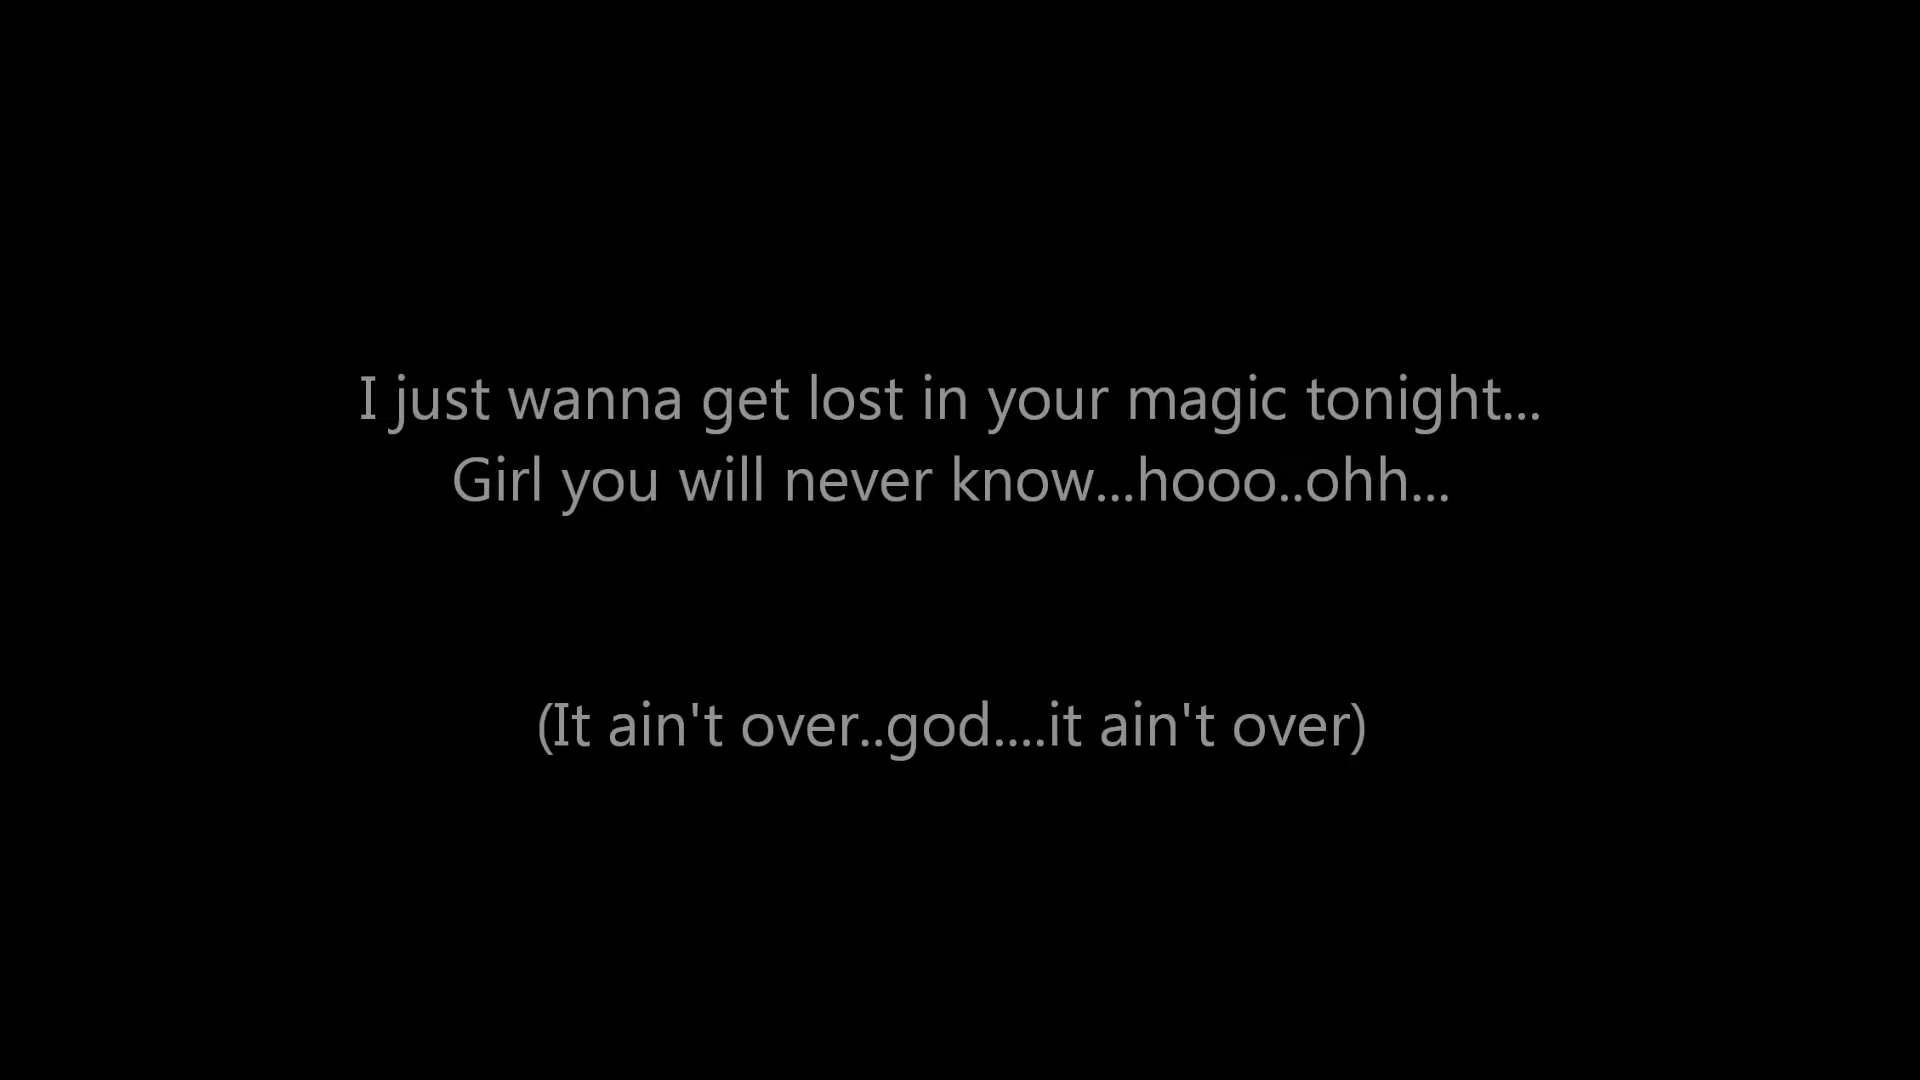 I just wanna get lost in your magic tonight...
Girl you will never know...hooo..ohh...
(It ain't over..god....it ain't over)